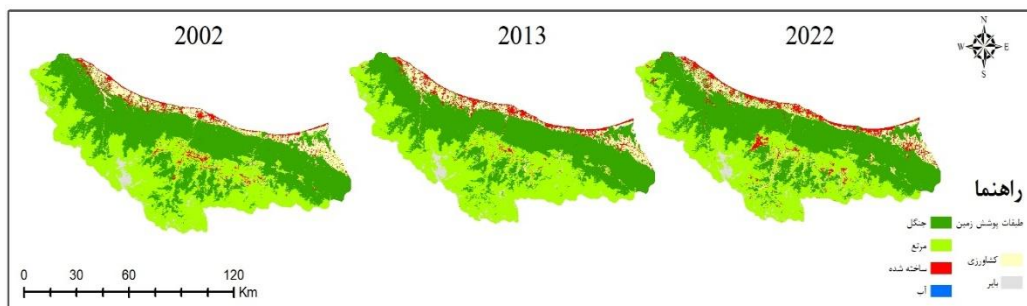 2002
2013
2022
N
W E
S
راهنما
طبقات پوشش زمین
جنگل
مرتع
ساخته شده
آب
کشاورزی
بایر
0 30 60 120
Km